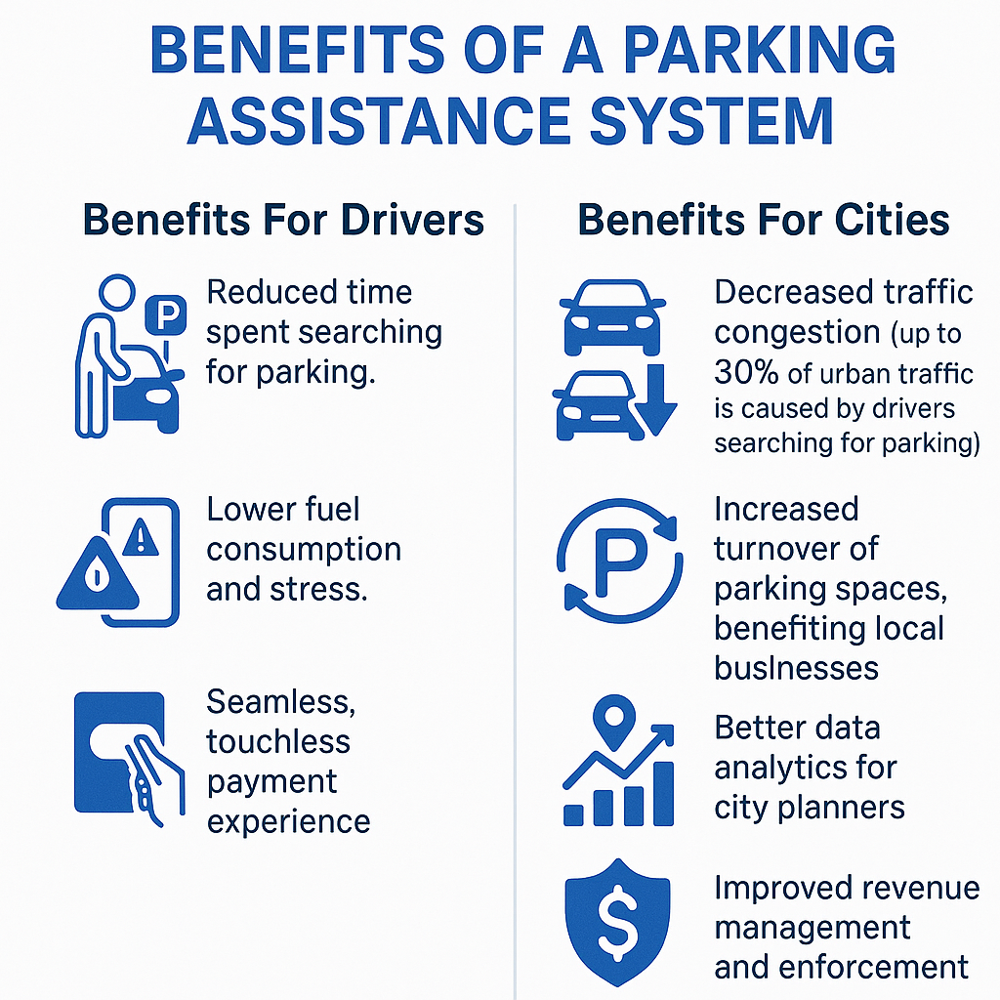 BENEFITS OF A PARKING
ASSISTANCE SYSTEM
Benefits For Drivers
P
Reduced time
spent searching
for parking.
Lower fuel
consumption
and stress.
Seamless,
touchless
payment
experience
Benefits For Cities
Decreased traffic
congestion (up to
30% of urban traffic
is caused by drivers
searching for parking)
P
Increased
turnover of
parking spaces,
benefiting local
buslnesses
Better data
analytics for
city planners
$
Improved revenue
management
and enforcement